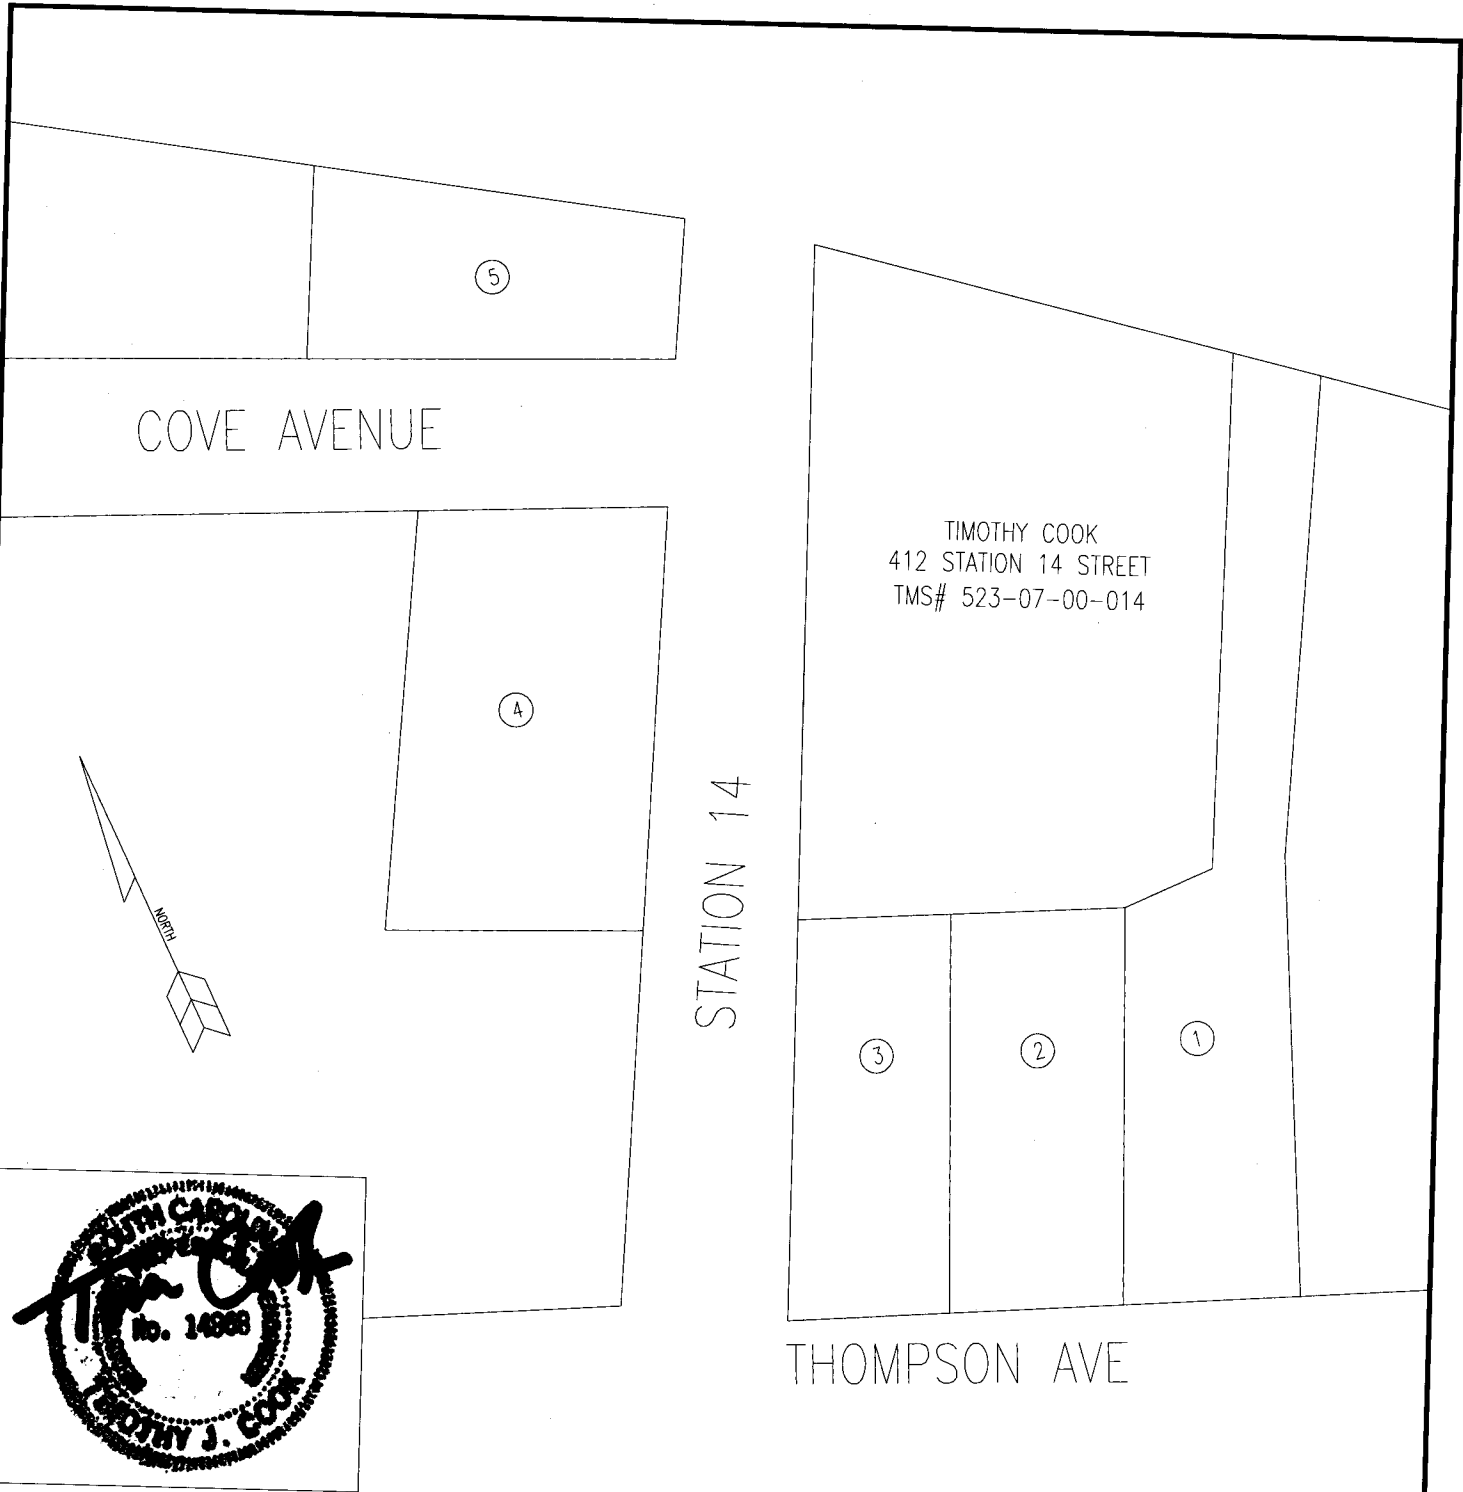 5
COVE AVENUE
TIMOTHY COOK
412 STATION 14 STREET
TMS# 523-07-00-014
4
STATION 14
NORTH
3
2
1
THOMPSON AVE
SOUTH CAROLINA
No. 14968
TIMOTHY J. COOK